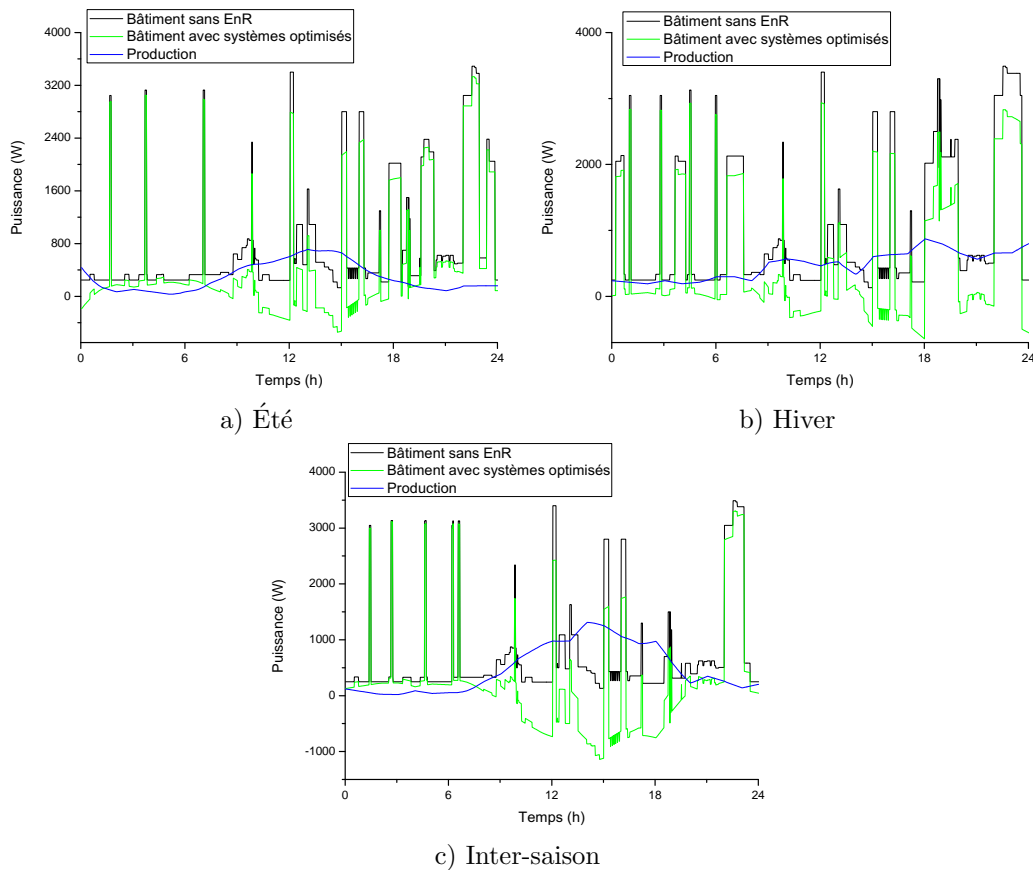 Bâtiment sans EnR
Bâtiment avec systèmes optimisés
Production
4000
3200
2400
1600
800
0
Puissance (W)
0 6 12 18 24
Temps (h)
a) Été
Bâtiment sans EnR
Bâtiment avec systèmes optimisés
Production
4000
2000
0
Puissance (W)
0 6 12 18 24
Temps (h)
b) Hiver
Bâtiment sans EnR
Bâtiment avec systèmes optimisés
Production
4000
3000
2000
1000
0
-1000
Puissance (W)
0 6 12 18 24
Temps (h)
c) Inter-saison